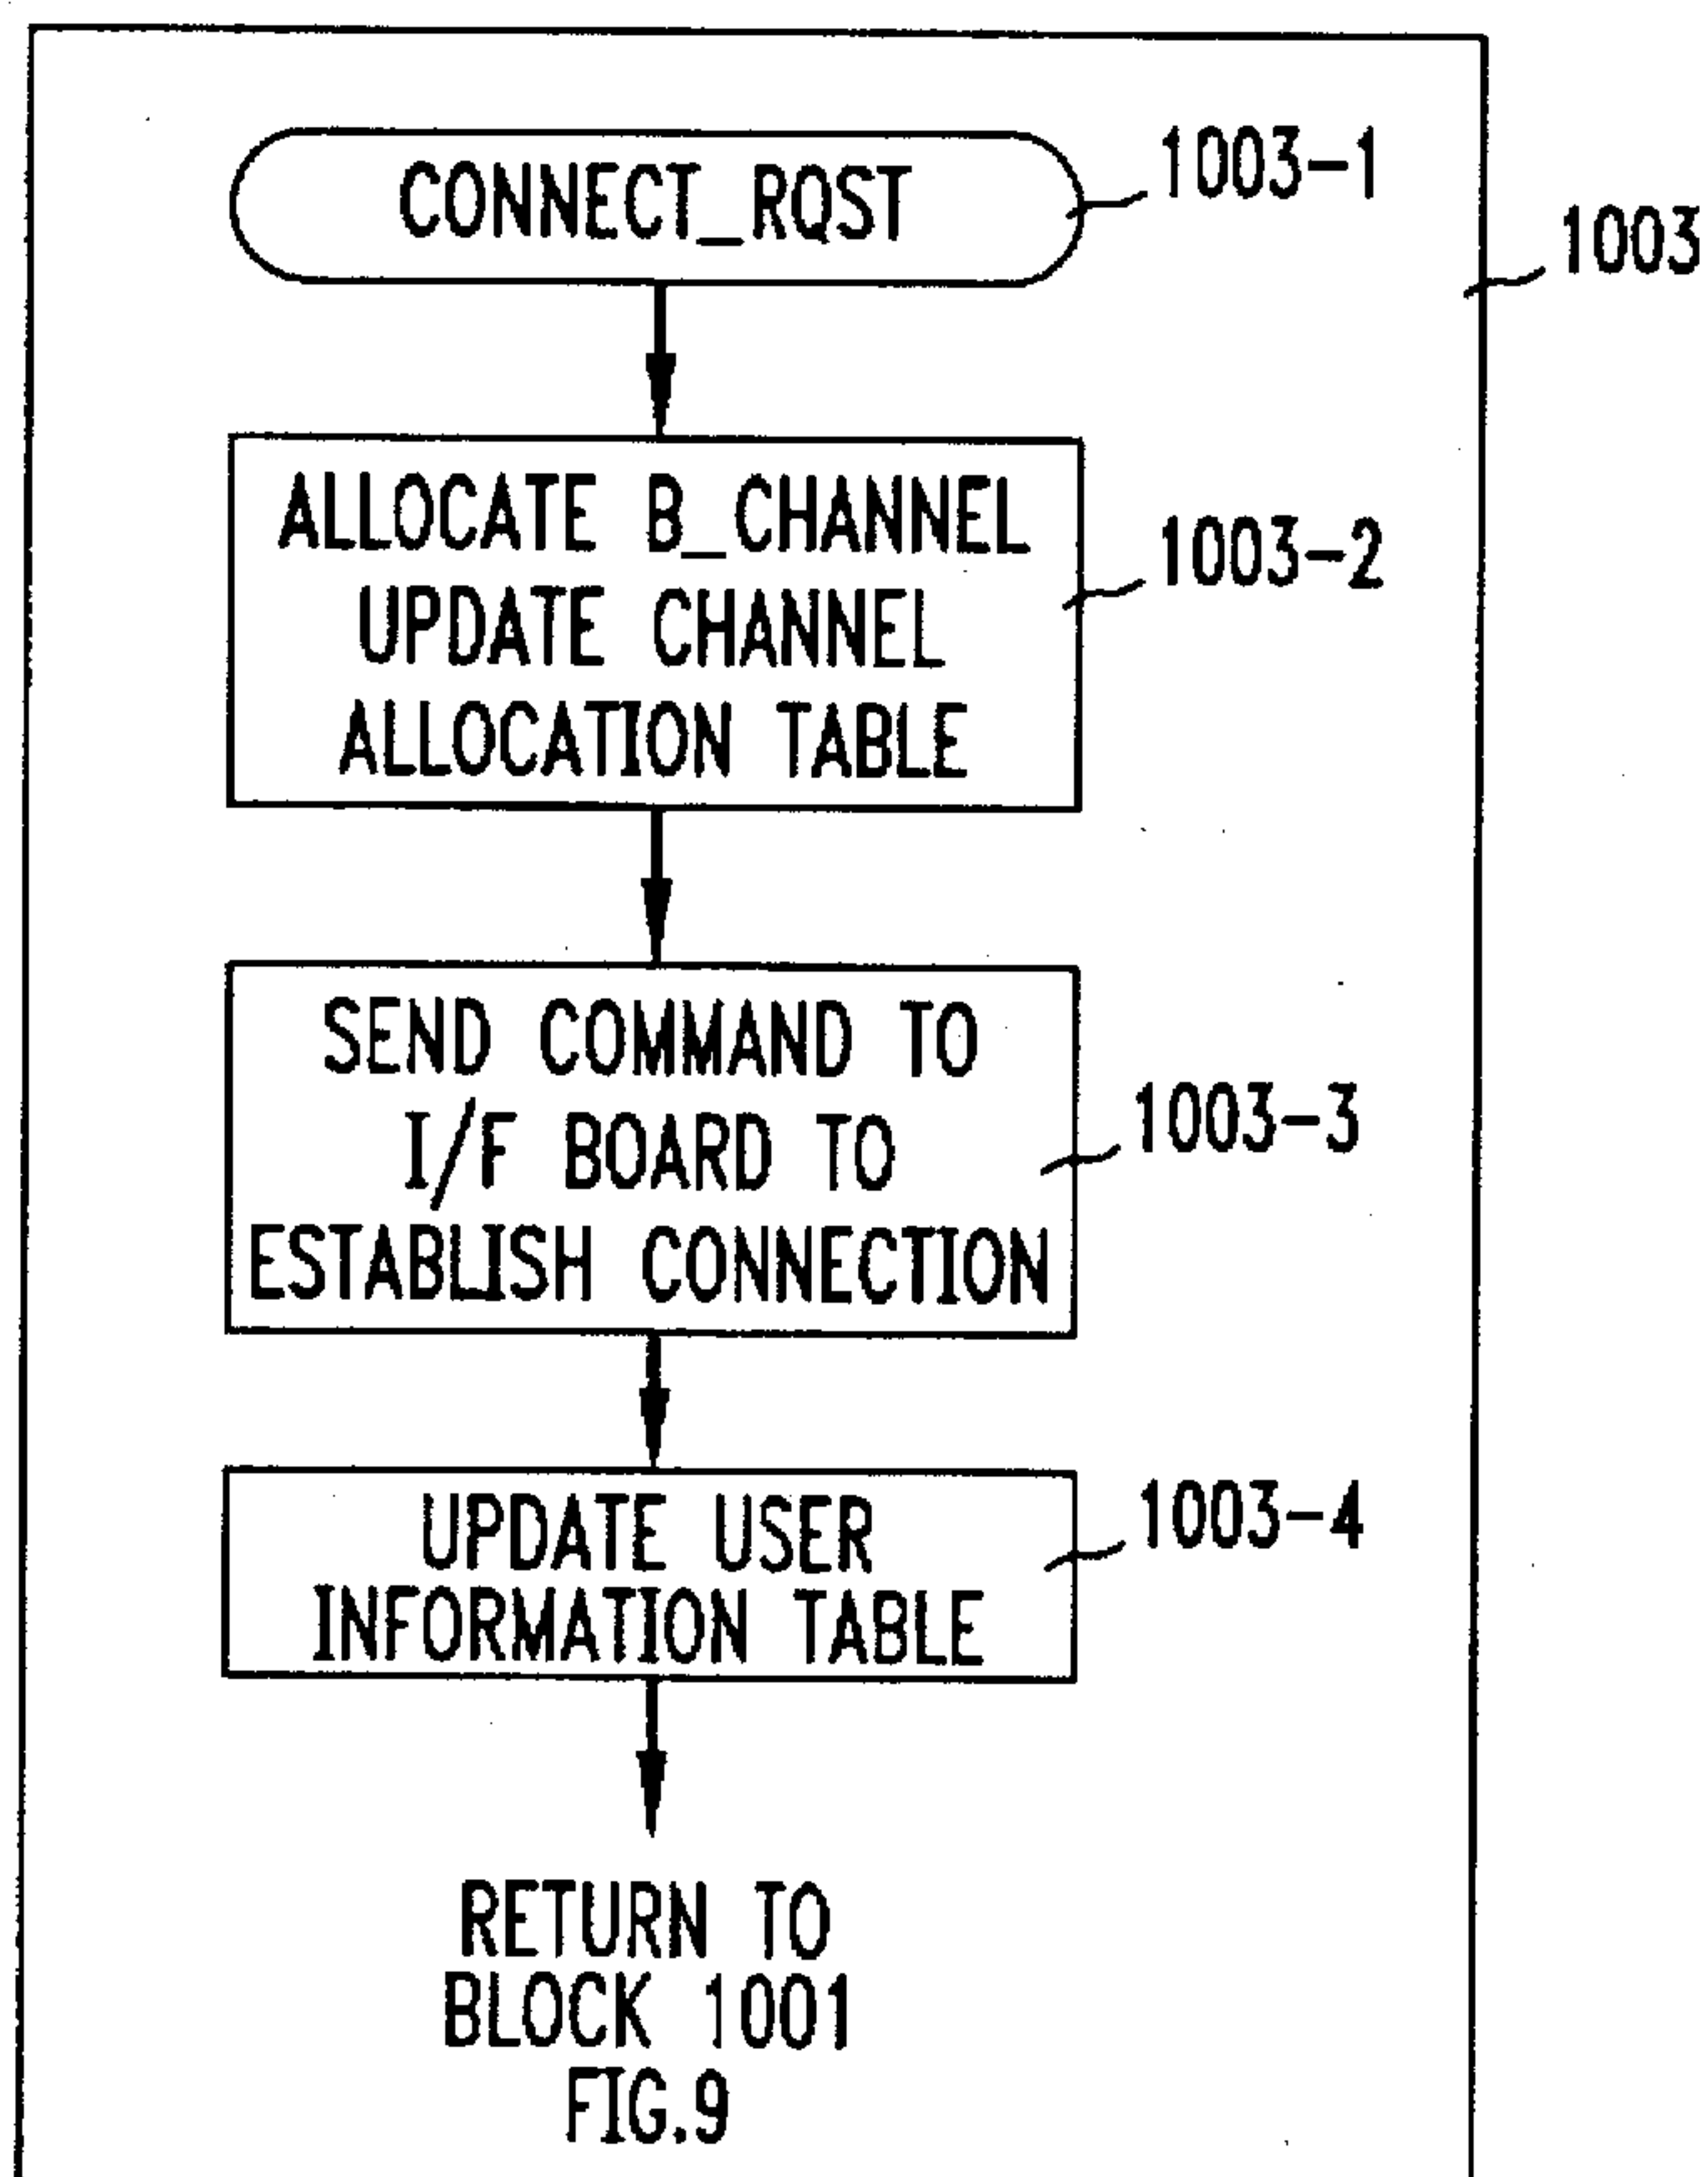 CONNECT_RQST
1003-1
1003
ALLOCATE B_CHANNEL
UPDATE CHANNEL
ALLOCATION TABLE
1003-2
SEND COMMAND TO
I/F BOARD TO
ESTABLISH CONNECTION
1003-3
UPDATE USER
INFORMATION TABLE
1003-4
RETURN TO
BLOCK 1001
FIG.9